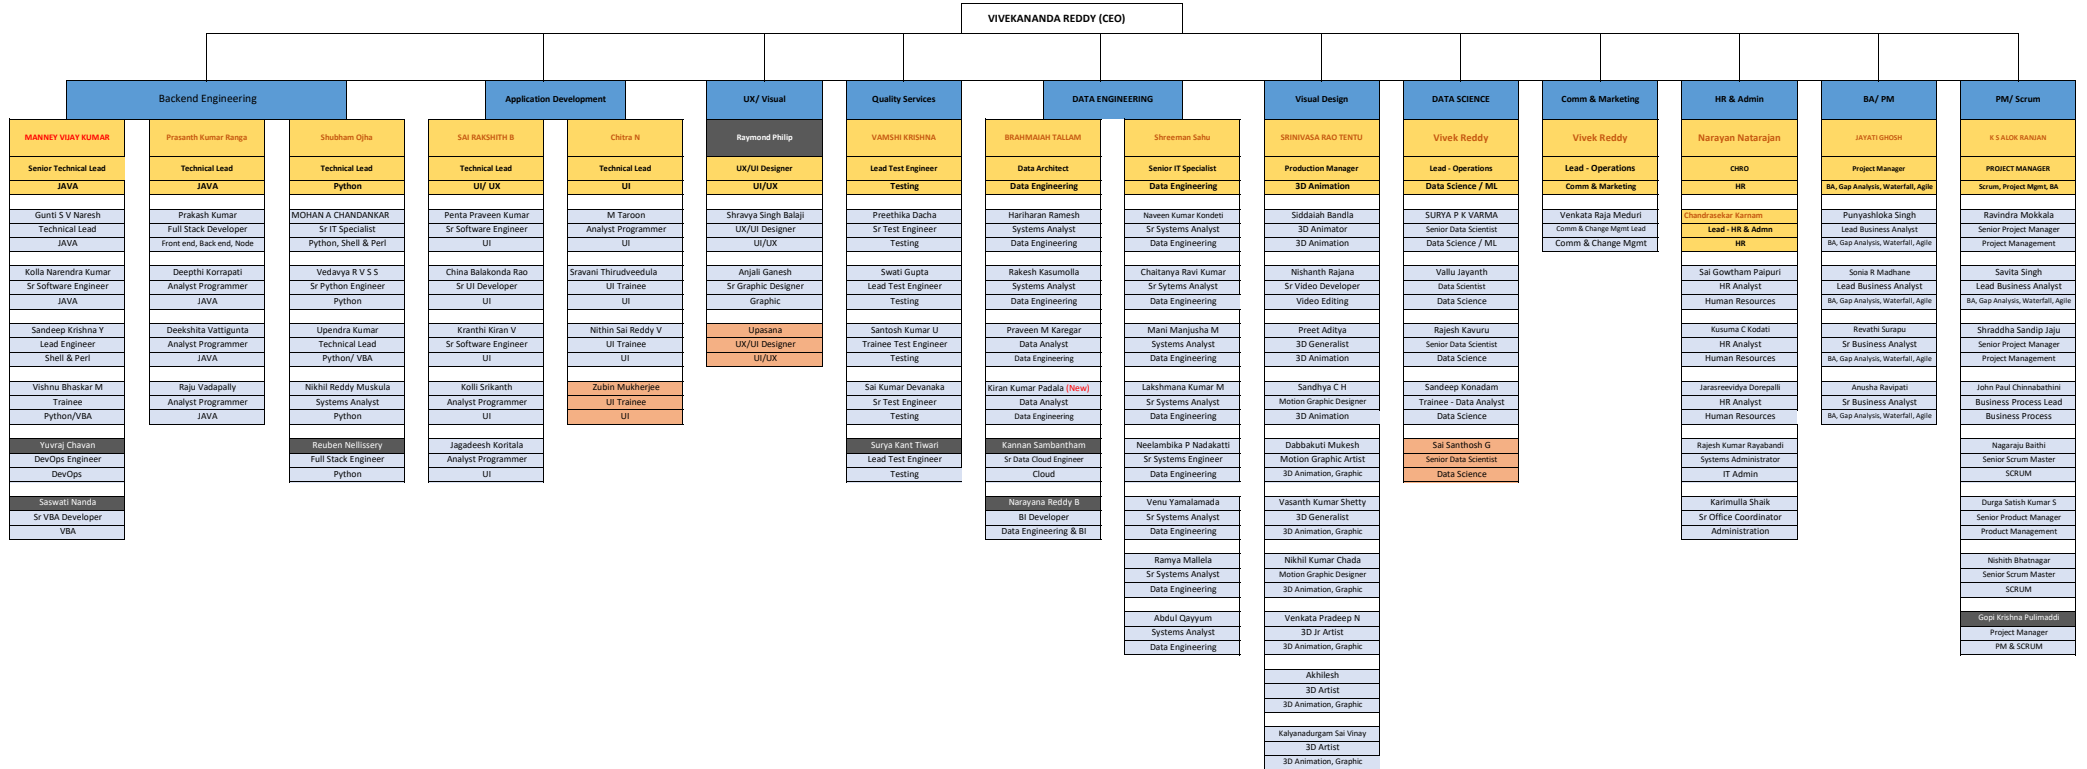 VIVEKANANDA REDDY (CEO)
Backend Engineering
Application Development
UX/ Visual
Quality Services
DATA ENGINEERING
Visual Design
DATA SCIENCE
Comm & Marketing
HR & Admin
BA/ PM
PM/ Scrum
MANNEY VIJAY KUMAR
Senior Technical Lead
JAVA
Gunti S V Naresh
Technical Lead
JAVA
Kolla Narendra Kumar
Sr Software Engineer
JAVA
Sandeep Krishna Y
Lead Engineer
Shell & Perl
Vishnu Bhaskar M
Trainee
Python/VBA
Yuvraj Chavan
DevOps Engineer
DevOps
Saswati Nanda
Sr VBA Developer
VBA
Prasanth Kumar Ranga
Technical Lead
JAVA
Prakash Kumar
Full Stack Developer
Front end, Back end, Node
Deepthi Korrapati
Analyst Programmer
JAVA
Deekshita Vattigunta
Analyst Programmer
JAVA
Raju Vadapally
Analyst Programmer
JAVA
Shubham Ojha
Technical Lead
Python
MOHAN A CHANDANKAR
Sr IT Specialist
Python, Shell & Perl
Vedavya R V S S
Sr Python Engineer
Python
Upendra Kumar
Technical Lead
Python/ VBA
Nikhil Reddy Muskula
Systems Analyst
Python
Reuben Nellissery
Full Stack Engineer
Python
SAI RAKSHITH B
Technical Lead
UI/ UX
Penta Praveen Kumar
Sr Software Engineer
UI
China Balakonda Rao
Sr UI Developer
UI
Kranthi Kiran V
Sr Software Engineer
UI
Kolli Srikanth
Analyst Programmer
UI
Jagadeesh Koritala
Analyst Programmer
UI
Chitra N
Technical Lead
UI
M Taroon
Analyst Programmer
UI
Sravani Thirudveedula
UI Trainee
UI
Nithin Sai Reddy V
UI Trainee
UI
Zubin Mukherjee
UI Trainee
UI
Raymond Philip
UX/UI Designer
UI/UX
Shravya Singh Balaji
UX/UI Designer
UI/UX
Anjali Ganesh
Sr Graphic Designer
Graphic
Upasana
UX/UI Designer
UI/UX
VAMSHI KRISHNA
Lead Test Engineer
Testing
Preethika Dacha
Sr Test Engineer
Testing
Swati Gupta
Lead Test Engineer
Testing
Santosh Kumar U
Trainee Test Engineer
Testing
Sai Kumar Devanaka
Sr Test Engineer
Testing
Surya Kant Tiwari
Lead Test Engineer
Testing
BRAHMAIAH TALLAM
Data Architect
Data Engineering
Hariharan Ramesh
Systems Analyst
Data Engineering
Rakesh Kasumolla
Systems Analyst
Data Engineering
Praveen M Karegar
Data Analyst
Data Engineering
Kiran Kumar Padala (New)
Data Analyst
Data Engineering
Kannan Sambantham
Sr Data Cloud Engineer
Cloud
Narayana Reddy B
BI Developer
Data Engineering & BI
Shreeman Sahu
Senior IT Specialist
Data Engineering
Naveen Kumar Kondeti
Sr Systems Analyst
Data Engineering
Chaitanya Ravi Kumar
Sr Sytems Analyst
Data Engineering
Mani Manjusha M
Systems Analyst
Data Engineering
Lakshmana Kumar M
Sr Systems Analyst
Data Engineering
Neelambika P Nadakatti
Sr Systems Engineer
Data Engineering
Venu Yamalamada
Sr Systems Analyst
Data Engineering
Ramya Mallela
Sr Systems Analyst
Data Engineering
Abdul Qayyum
Systems Analyst
Data Engineering
SRINIVASA RAO TENTU
Production Manager
3D Animation
Siddaiah Bandla
3D Animator
3D Animation
Nishanth Rajana
Sr Video Developer
Video Editing
Preet Aditya
3D Generalist
3D Animation
Sandhya C H
Motion Graphic Designer
3D Animation
Dabbakuti Mukesh
Motion Graphic Artist
3D Animation, Graphic
Vasanth Kumar Shetty
3D Generalist
3D Animation, Graphic
Nikhil Kumar Chada
Motion Graphic Designer
3D Animation, Graphic
Venkata Pradeep N
3D Jr Artist
3D Animation, Graphic
Akhilesh
3D Artist
3D Animation, Graphic
Kalyanadurgam Sai Vinay
3D Artist
3D Animation, Graphic
Vivek Reddy
Lead - Operations
Data Science / ML
SURYA P K VARMA
Senior Data Scientist
Data Science / ML
Vallu Jayanth
Data Scientist
Data Science
Rajesh Kavuru
Senior Data Scientist
Data Science
Sandeep Konadam
Trainee - Data Analyst
Data Science
Sai Santhosh G
Senior Data Scientist
Data Science
Vivek Reddy
Lead - Operations
Comm & Marketing
Venkata Raja Meduri
Comm & Change Mgmt Lead
Comm & Change Mgmt
Narayan Natarajan
CHRO
HR
Chandrasekar Karnam
Lead - HR & Admn
HR
Sai Gowtham Paipuri
HR Analyst
Human Resources
Kusuma C Kodati
HR Analyst
Human Resources
Jarasreevidya Dorepalli
HR Analyst
Human Resources
Rajesh Kumar Rayabandi
Systems Administrator
IT Admin
Karimulla Shaik
Sr Office Coordinator
Administration
JAYATI GHOSH
Project Manager
BA, Gap Analysis, Waterfall, Agile
Punyashloka Singh
Lead Business Analyst
BA, Gap Analysis, Waterfall, Agile
Sonia R Madhane
Lead Business Analyst
BA, Gap Analysis, Waterfall, Agile
Revathi Surapu
Sr Business Analyst
BA, Gap Analysis, Waterfall, Agile
Anusha Ravipati
Sr Business Analyst
BA, Gap Analysis, Waterfall, Agile
K S ALOK RANJAN
PROJECT MANAGER
Scrum, Project Mgmt, BA
Ravindra Mokkala
Senior Project Manager
Project Management
Savita Singh
Lead Business Analyst
BA, Gap Analysis, Waterfall, Agile
Shraddha Sandip Jaju
Senior Project Manager
Project Management
John Paul Chinnabathini
Business Process Lead
Business Process
Nagaraju Baithi
Senior Scrum Master
SCRUM
Durga Satish Kumar S
Senior Product Manager
Product Management
Nishith Bhatnagar
Senior Scrum Master
SCRUM
Gopi Krishna Pulimaddi
Project Manager
PM & SCRUM